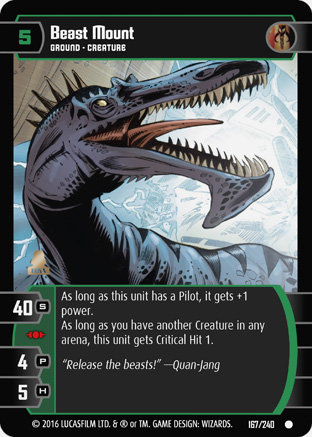 5
Beast Mount
GROUND • CREATURE
40 S
As long as this unit has a Pilot, it gets +1
power.
As long as you have another Creature in any
arena, this unit gets Critical Hit 1.
4 P
“Release the beasts!” —Quan-Jang
5 H
© 2016 LUCASFILM LTD. & ® or TM. GAME DESIGN: WIZARDS.
167/240